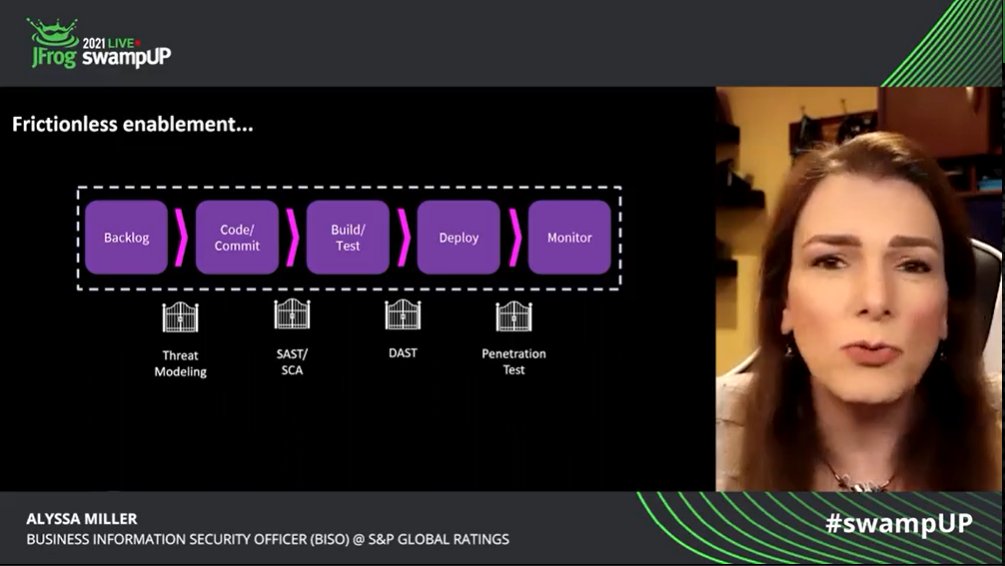 2021 LIVE
JFrog swampUP
Frictionless enablement...
Backlog
Code/
Commit
Build/
Test
Deploy
Monitor
Threat
Modeling
SAST/
SCA
DAST
Penetration
Test
ALYSSA MILLER
BUSINESS INFORMATION SECURITY OFFICER (BISO) @ S&P GLOBAL RATINGS
#swampUP